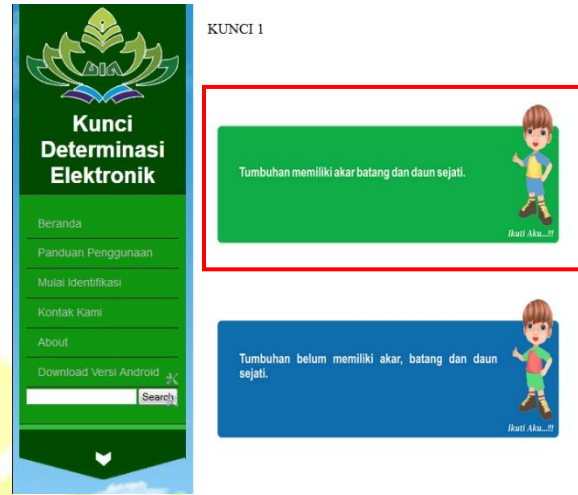 Kunci
Determinasi
Elektronik
Beranda
Panduan Penggunaan
Mulai Identifikasi
Kontak Kami
About
Download Versi Android
Search
KUNCI 1
Tumbuhan memiliki akar batang dan daun sejati.
Ikuti Aku...!!!
Tumbuhan belum memiliki akar, batang dan daun
sejati.
Ikuti Aku...!!!